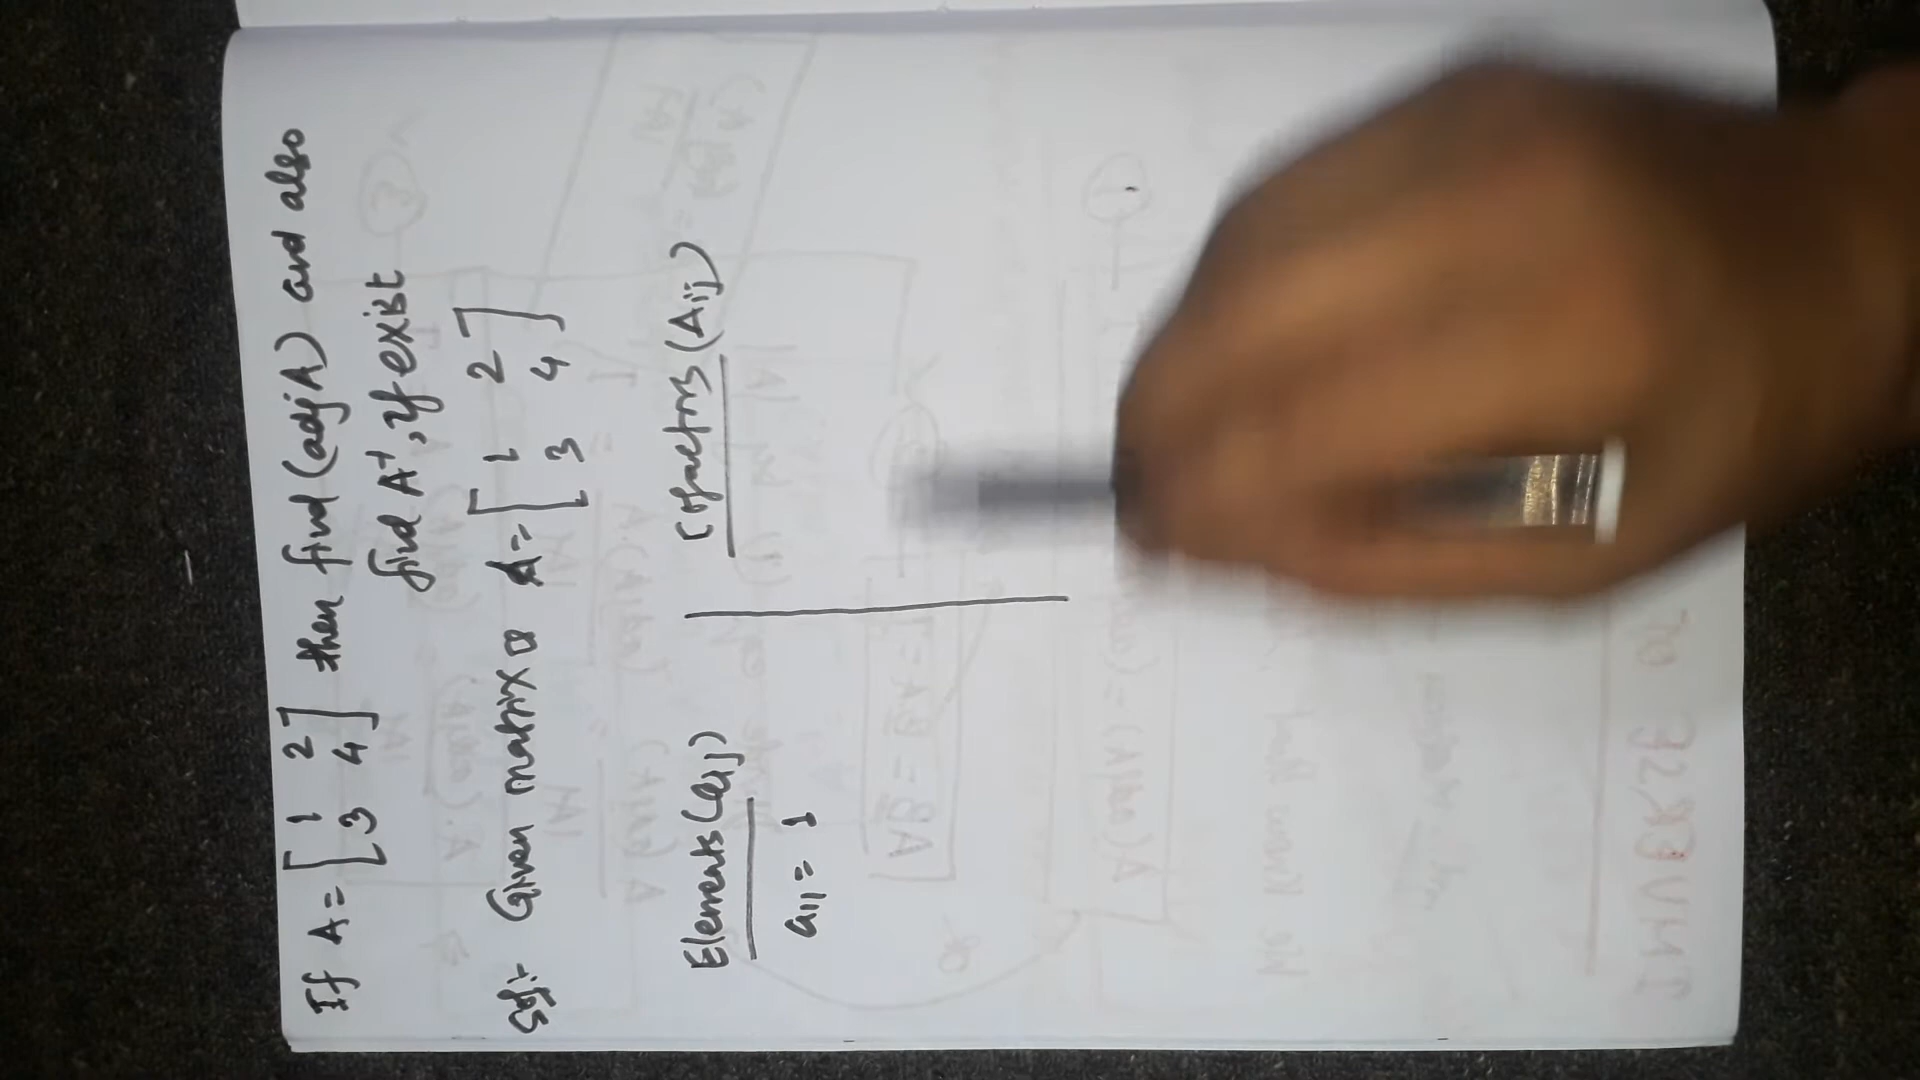 If A = [ 1 2 ] then find (adj A) and also
[ 3 4 ] find A⁻¹, if exist
Sol:- Given matrix is A = [ 1 2 ]
[ 3 4 ]
Elements (aij) Cofactors (Aij)
a11 = 1